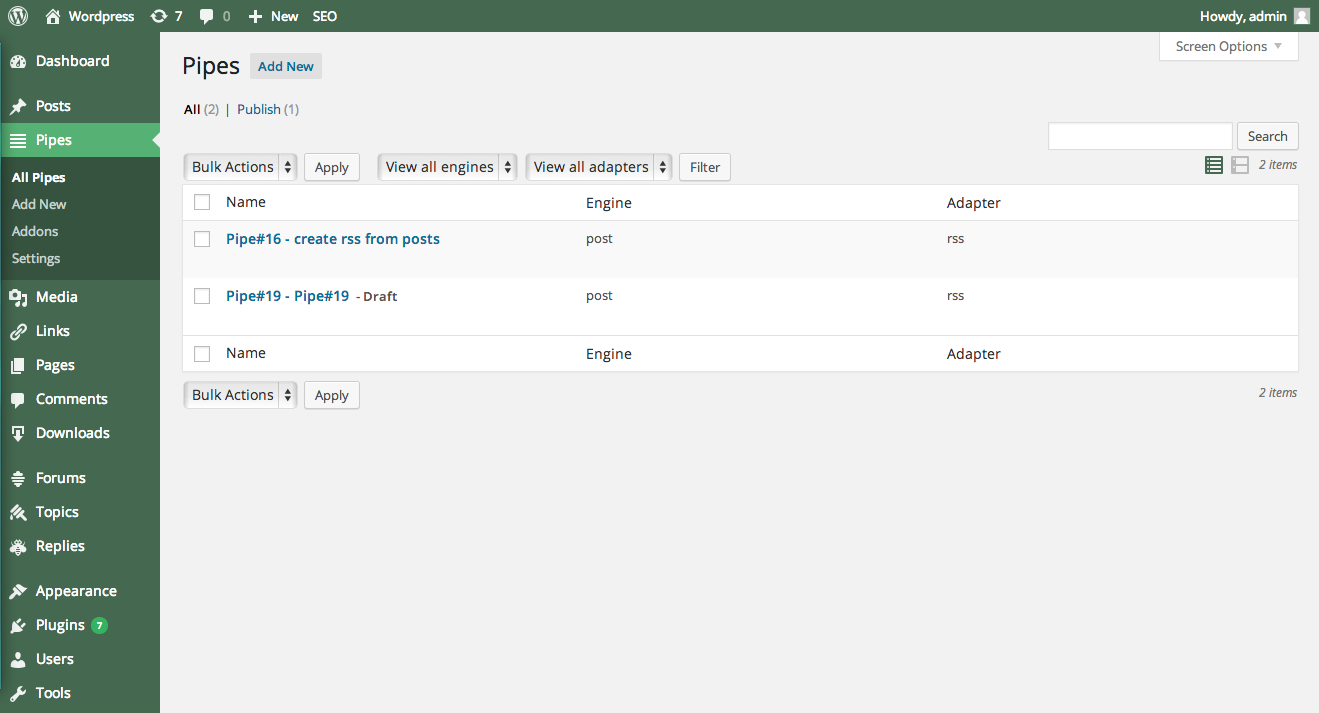 Wordpress 7 0 New SEO Howdy, admin
Dashboard
Posts
Pipes
All Pipes
Add New
Addons
Settings
Media
Links
Pages
Comments
Downloads
Forums
Topics
Replies
Appearance
Plugins 7
Users
Tools
Screen Options
Pipes Add New
All (2) | Publish (1)
Search
Bulk Actions Apply View all engines View all adapters Filter 2 items
Name Engine Adapter
Pipe#16 - create rss from posts post rss
Pipe#19 - Pipe#19 - Draft post rss
Name Engine Adapter
Bulk Actions Apply 2 items